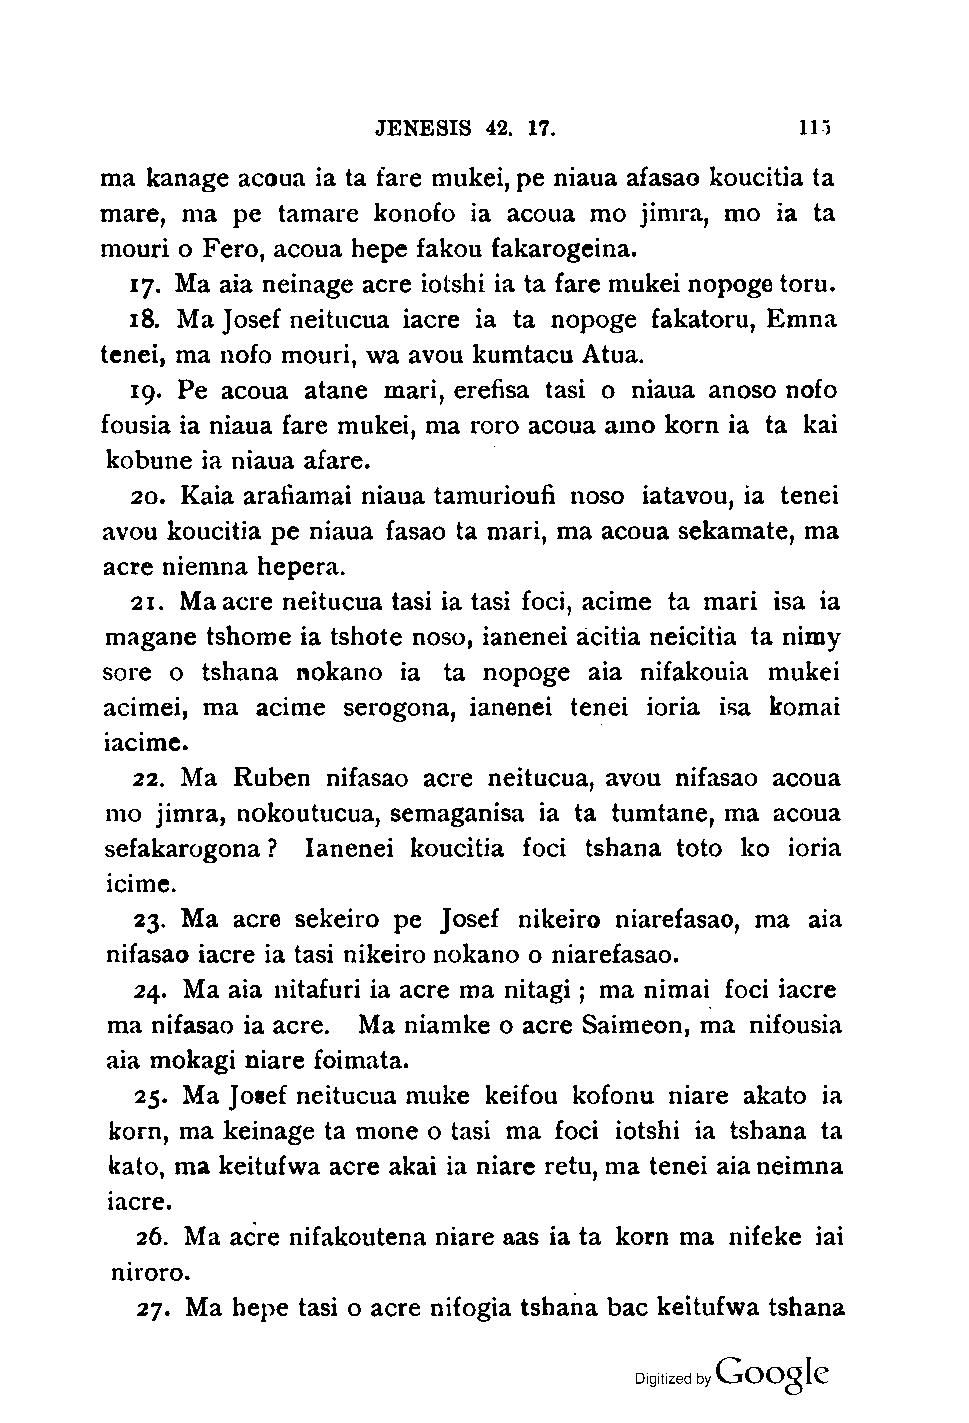 JENESIS 42. 17. 115
ma kanage acoua ia ta fare mukei, pe niaua afasao koucitia ta
mare, ma pe tamare konofo ia acoua mo jimra, mo ia ta
mouri o Fero, acoua hepe fakou fakarogeina.
17. Ma aia neinage acre iotshi ia ta fare mukei nopoge toru.
18. Ma Josef neitucua iacre ia ta nopoge fakatoru, Emna
tenei, ma nofo mouri, wa avou kumtacu Atua.
19. Pe acoua atane mari, erefisa tasi o niaua anoso nofo
fousia ia niaua fare mukei, ma roro acoua amo korn ia ta kai
kobune ia niaua afare.
20. Kaia arafiamai niaua tamurioufi noso iatavou, ia tenei
avou koucitia pe niaua fasao ta mari, ma acoua sekamate, ma
acre niemna hepera.
21. Ma acre neitucua tasi ia tasi foci, acime ta mari isa ia
magane tshome ia tshote noso, ianenei acitia neicitia ta nimy
sore o tshana nokano ia ta nopoge aia nifakouia mukei
acimei, ma acime serogona, ianenei tenei ioria isa komai
iacime.
22. Ma Ruben nifasao acre neitucua, avou nifasao acoua
mo jimra, nokoutucua, semaganisa ia ta tumtane, ma acoua
sefakarogona? Ianenei koucitia foci tshana toto ko ioria
icime.
23. Ma acre sekeiro pe Josef nikeiro niarefasao, ma aia
nifasao iacre ia tasi nikeiro nokano o niarefasao.
24. Ma aia nitafuri ia acre ma nitagi; ma nimai foci iacre
ma nifasao ia acre. Ma niamke o acre Saimeon, ma nifousia
aia mokagi niare foimata.
25. Ma Josef neitucua muke keifou kofonu niare akato ia
korn, ma keinage ta mone o tasi ma foci iotshi ia tshana ta
kato, ma keitufwa acre akai ia niare retu, ma tenei aia neimna
iacre.
26. Ma acre nifakoutena niare aas ia ta korn ma nifeke iai
niroro.
27. Ma hepe tasi o acre nifogia tshana bac keitufwa tshana
Digitized by Google